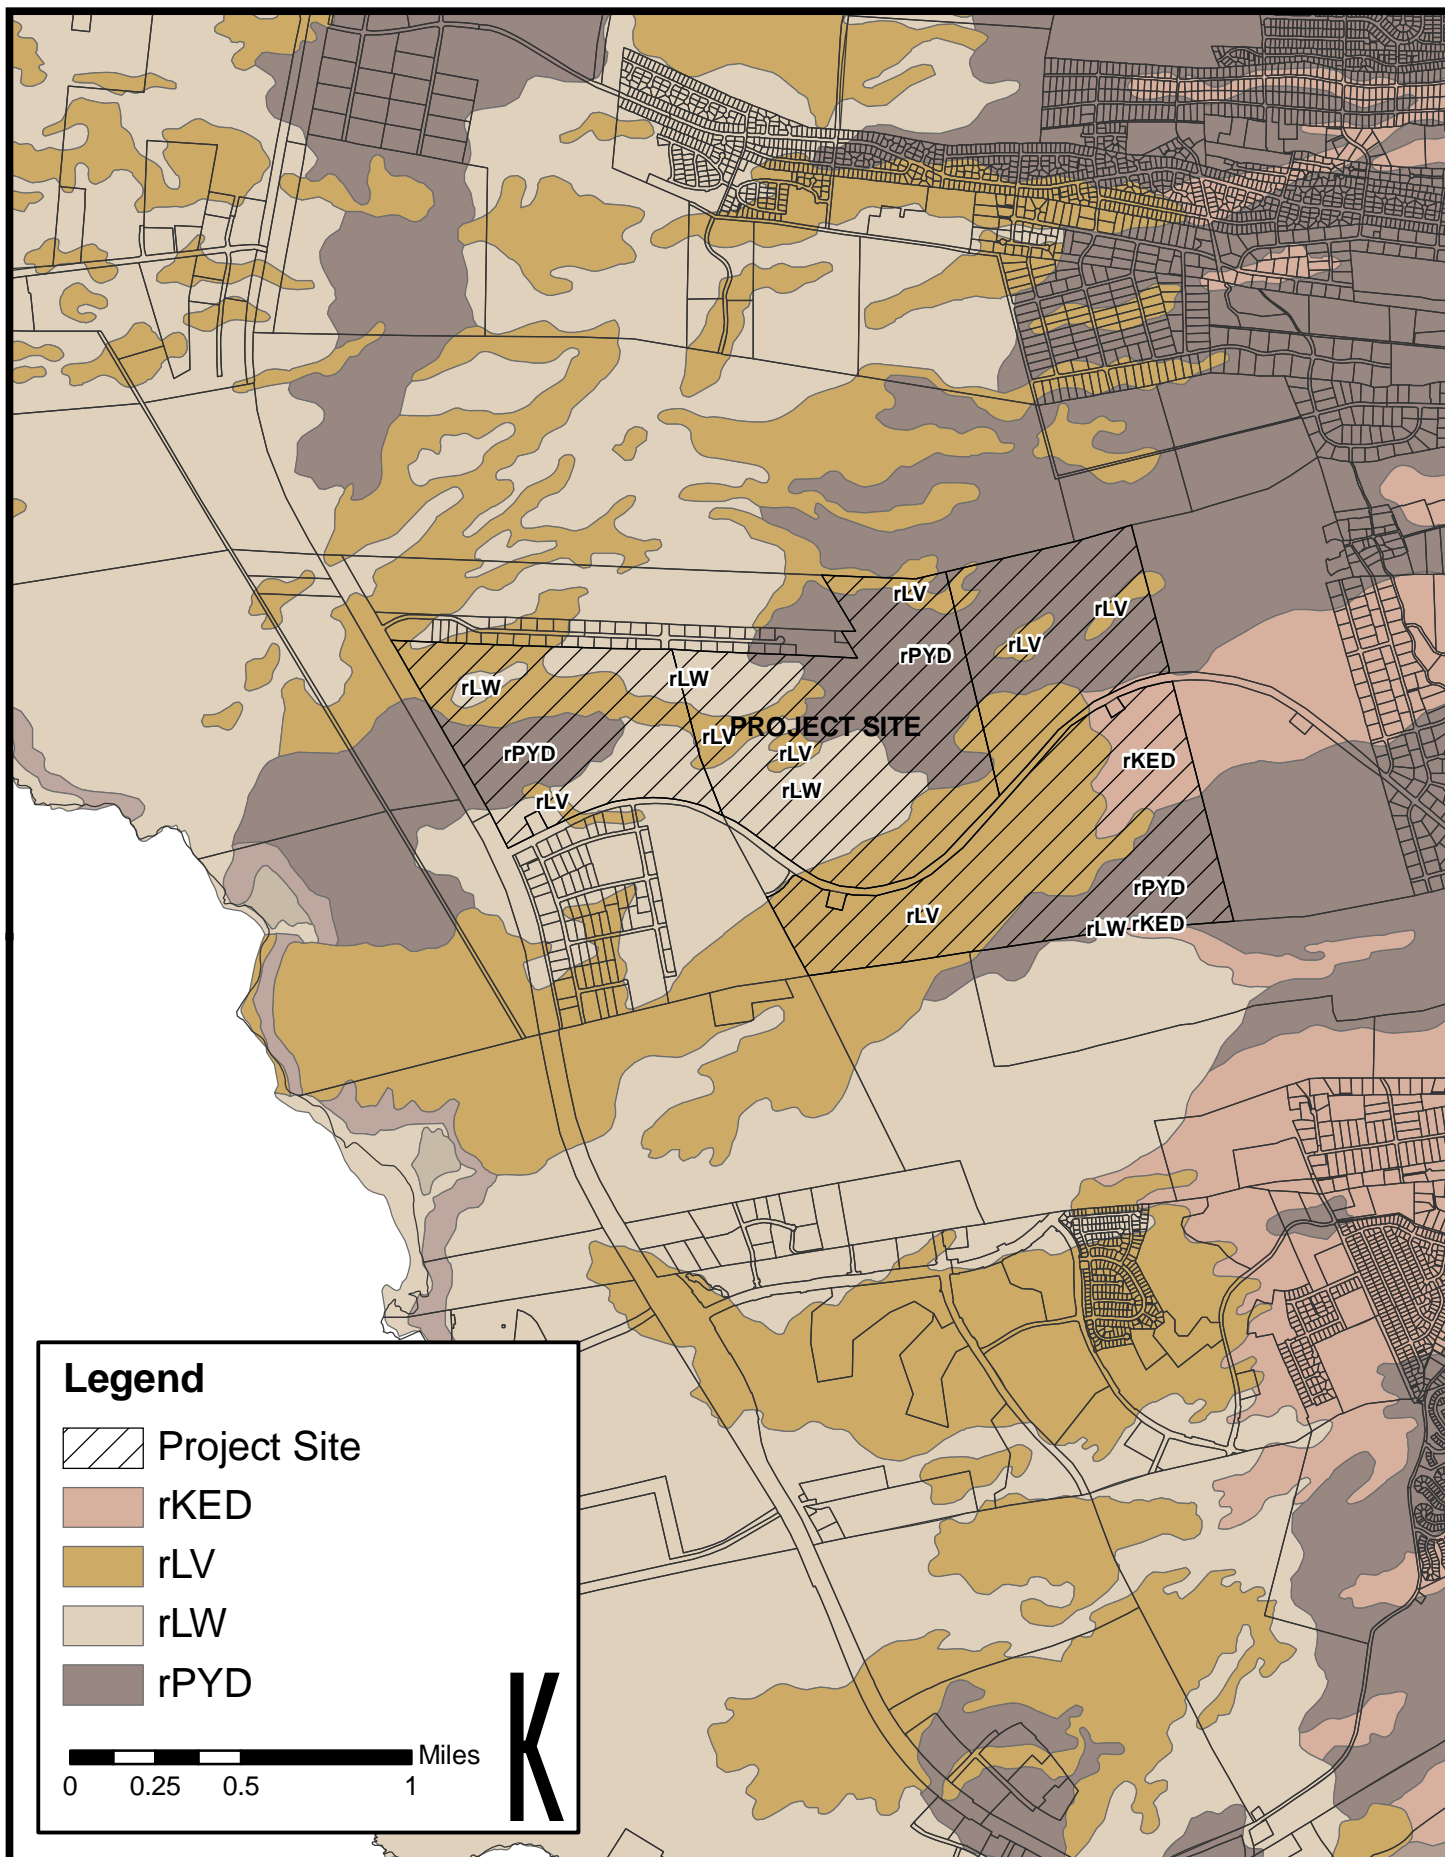 rLV
rLV
rLV
rPYD
rLW
rLW
PROJECT SITE
rLV
rLV
rPYD
rKED
rLW
rLV
rPYD
rLV
rLW
rKED
Legend
Project Site
rKED
rLV
rLW
rPYD
K
Miles
0
0.25
0.5
1